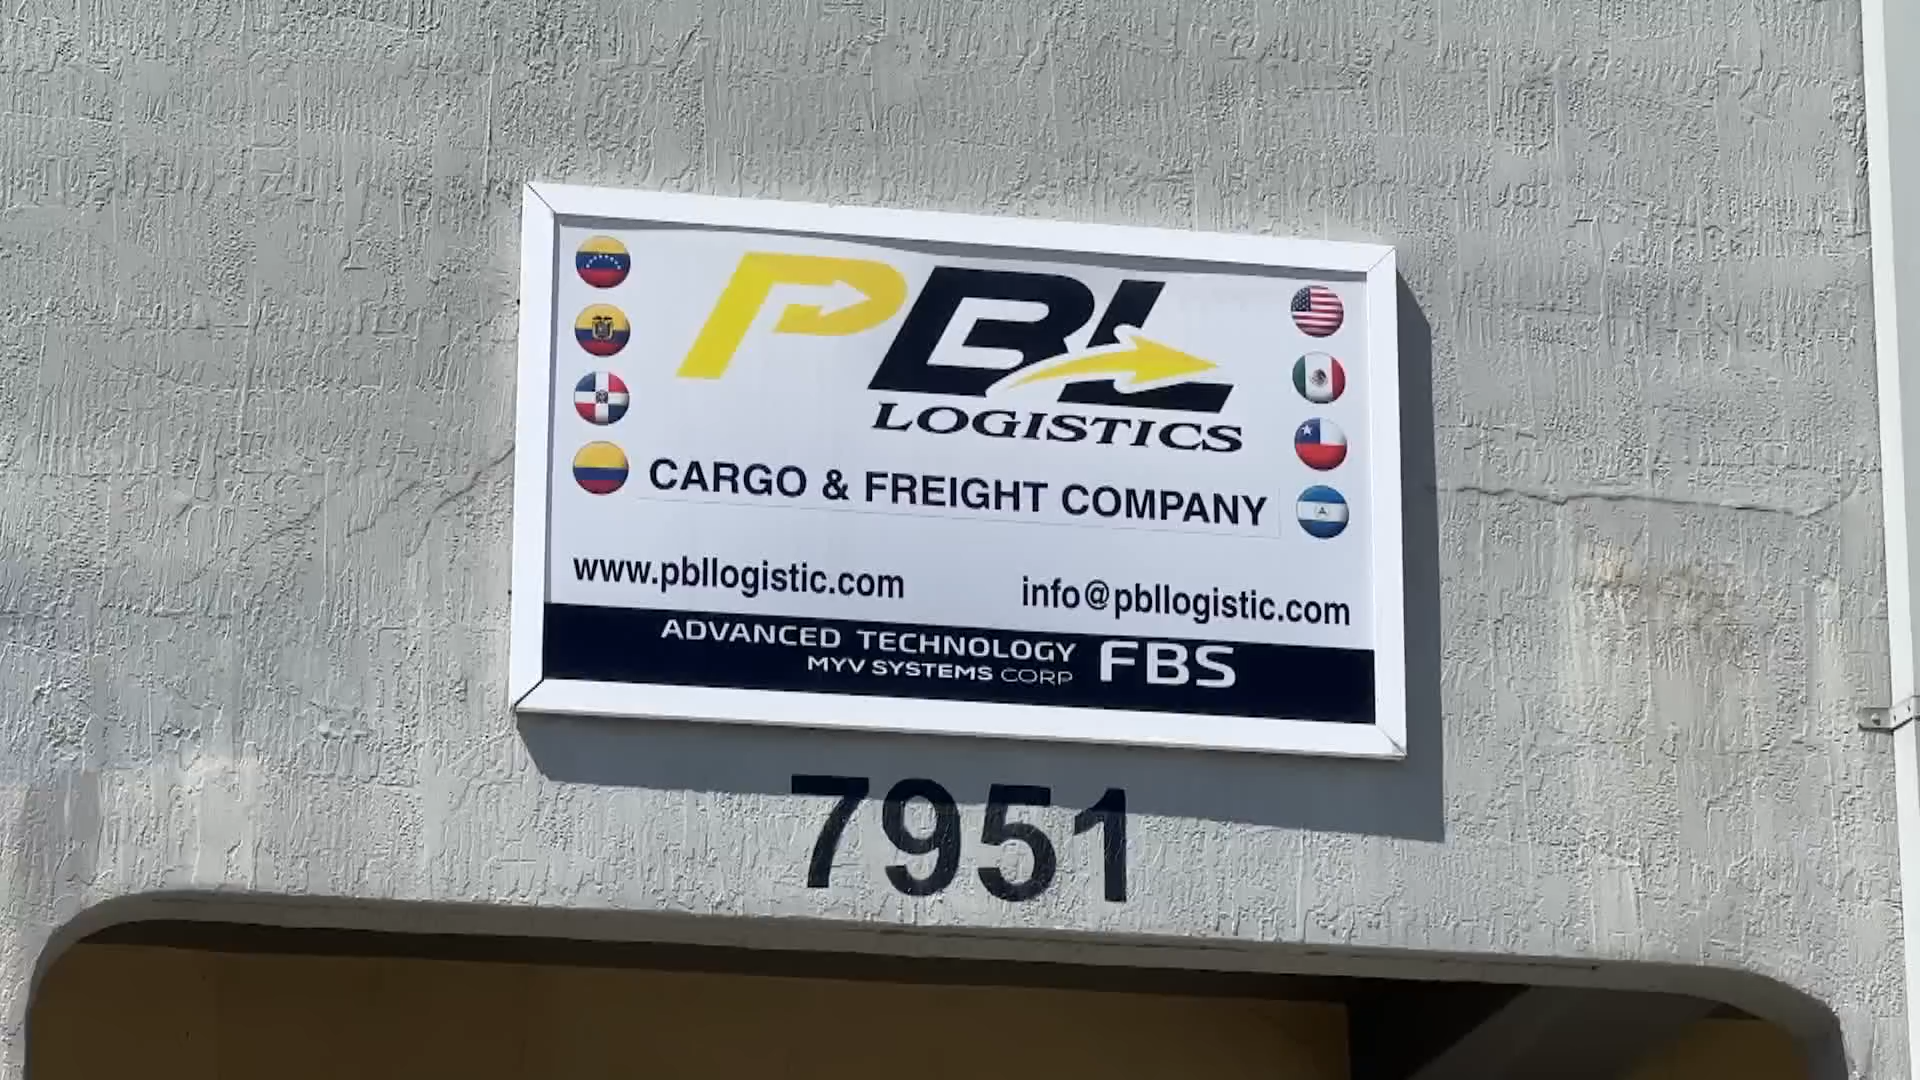 PBL
LOGISTICS
CARGO & FREIGHT COMPANY
www.pbllogistic.com info@pbllogistic.com
ADVANCED TECHNOLOGY FBS
MYV SYSTEMS CORP
7951